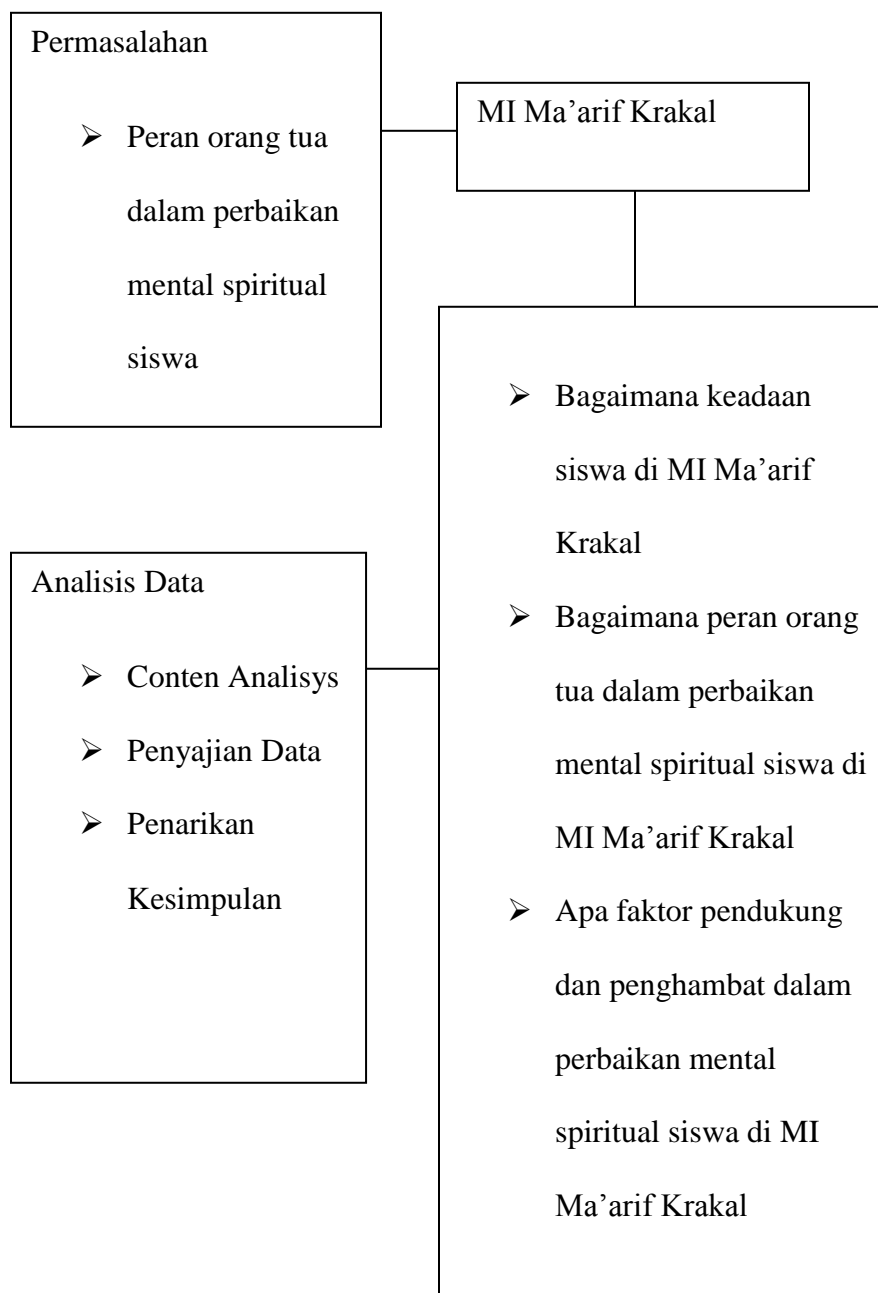 Permasalahan
➢ Peran orang tua
dalam perbaikan
mental spiritual
siswa
MI Ma’arif Krakal
➢ Bagaimana keadaan
siswa di MI Ma’arif
Krakal
➢ Bagaimana peran orang
tua dalam perbaikan
mental spiritual siswa di
MI Ma’arif Krakal
➢ Apa faktor pendukung
dan penghambat dalam
perbaikan mental
spiritual siswa di MI
Ma’arif Krakal
Analisis Data
➢ Conten Analisys
➢ Penyajian Data
➢ Penarikan
Kesimpulan